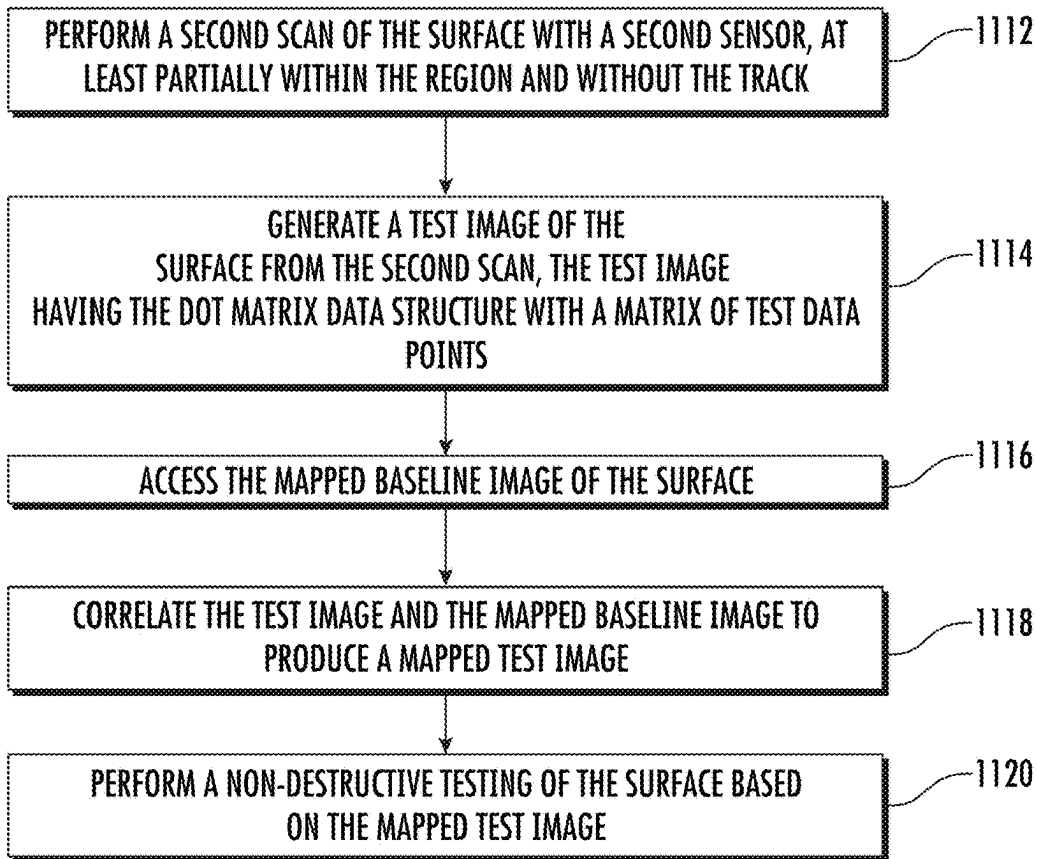 PERFORM A SECOND SCAN OF THE SURFACE WITH A SECOND SENSOR, AT
LEAST PARTIALLY WITHIN THE REGION AND WITHOUT THE TRACK
1112
GENERATE A TEST IMAGE OF THE
SURFACE FROM THE SECOND SCAN, THE TEST IMAGE
HAVING THE DOT MATRIX DATA STRUCTURE WITH A MATRIX OF TEST DATA
POINTS
1114
ACCESS THE MAPPED BASELINE IMAGE OF THE SURFACE
1116
CORRELATE THE TEST IMAGE AND THE MAPPED BASELINE IMAGE TO
PRODUCE A MAPPED TEST IMAGE
1118
PERFORM A NON-DESTRUCTIVE TESTING OF THE SURFACE BASED
ON THE MAPPED TEST IMAGE
1120